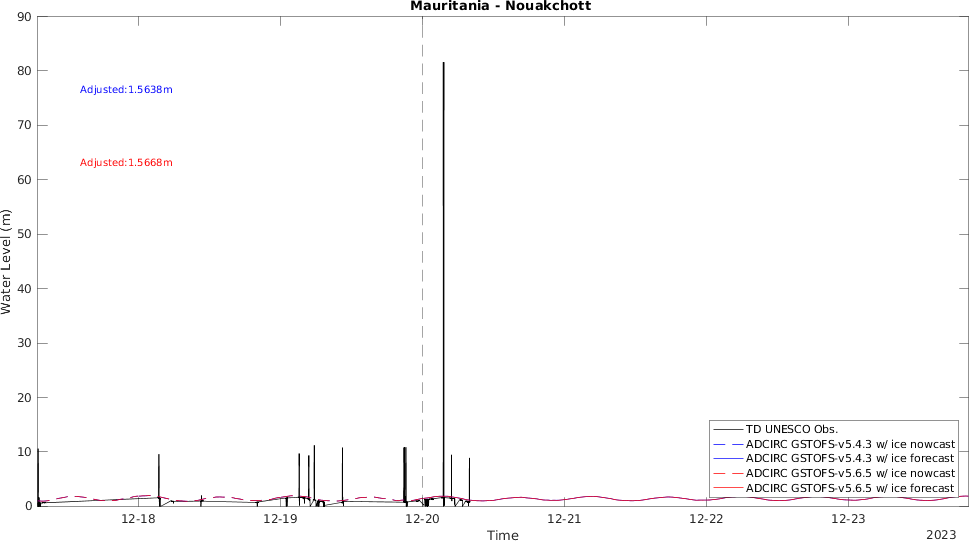 Mauritania - Nouakchott
90
80
70
60
50
40
30
20
10
0
Water Level (m)
Adjusted:1.5638m
Adjusted:1.5668m
TD UNESCO Obs.
ADCIRC GSTOFS-v5.4.3 w/ ice nowcast
ADCIRC GSTOFS-v5.4.3 w/ ice forecast
ADCIRC GSTOFS-v5.6.5 w/ ice nowcast
ADCIRC GSTOFS-v5.6.5 w/ ice forecast
12-18 12-19 12-20 12-21 12-22 12-23
Time
2023